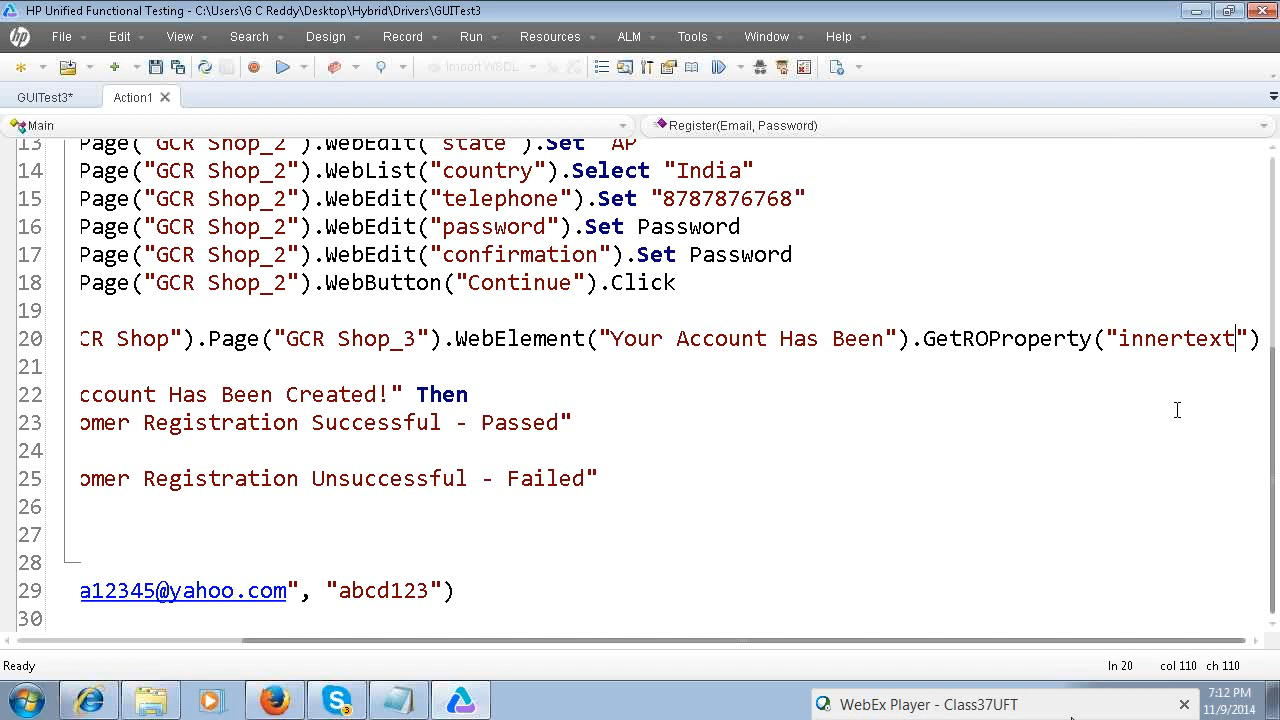 HP Unified Functional Testing - C:\Users\G C Reddy\Desktop\Hybrid\Drivers\GUITest3
File Edit View Search Design Record Run Resources ALM Tools Window Help
Import WSDL
GUITest3* Action1
Main Register(Email, Password)
13 Page("GCR Shop_2").WebEdit("state").Set "AP"
14 Page("GCR Shop_2").WebList("country").Select "India"
15 Page("GCR Shop_2").WebEdit("telephone").Set "8787876768"
16 Page("GCR Shop_2").WebEdit("password").Set Password
17 Page("GCR Shop_2").WebEdit("confirmation").Set Password
18 Page("GCR Shop_2").WebButton("Continue").Click
19
20 CR Shop").Page("GCR Shop_3").WebElement("Your Account Has Been").GetROProperty("innertext")
21
22 ccount Has Been Created!" Then
23 omer Registration Successful - Passed"
24
25 omer Registration Unsuccessful - Failed"
26
27
28
29 a12345@yahoo.com", "abcd123")
30
Ready ln 20 col 110 ch 110
WebEx Player - Class37UFT
7:12 PM
11/9/2014